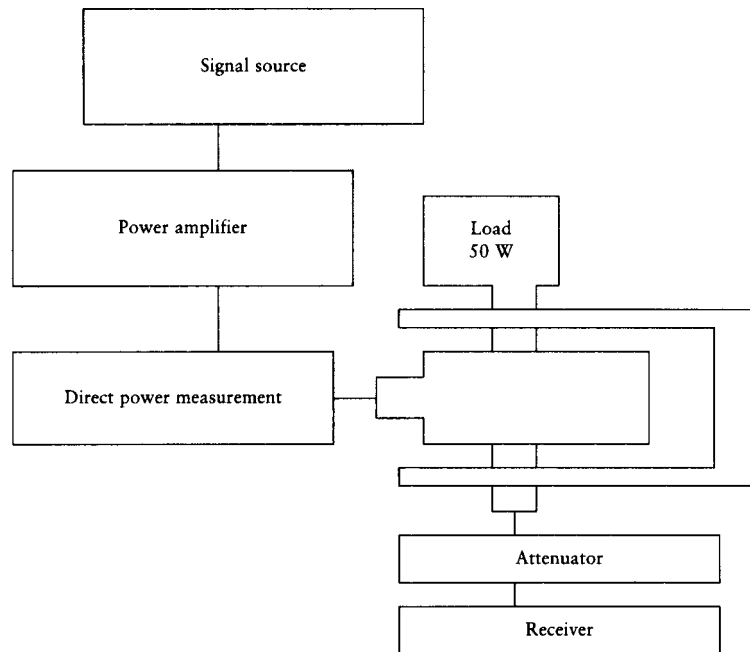 Signal source
Power amplifier
Load
50 W
Direct power measurement
Attenuator
Receiver